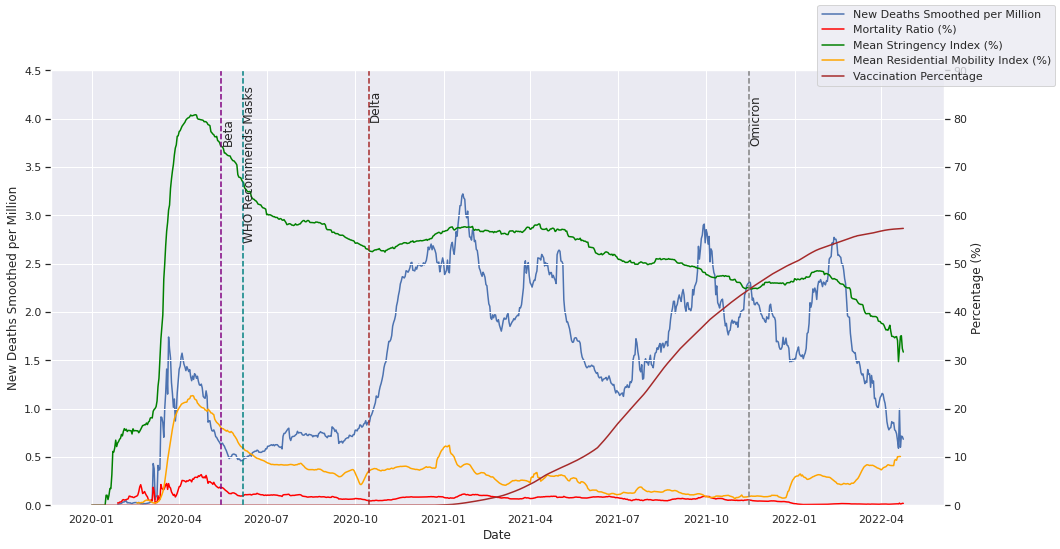 New Deaths Smoothed per Million
Mortality Ratio (%)
Mean Stringency Index (%)
Mean Residential Mobility Index (%)
Vaccination Percentage
4.5
4.0
3.5
3.0
2.5
2.0
1.5
1.0
0.5
0.0
New Deaths Smoothed per Million
Beta
WHO Recommends Masks
Delta
Omicron
90
80
70
60
50
40
30
20
10
0
Percentage (%)
2020-01
2020-04
2020-07
2020-10
2021-01
2021-04
2021-07
2021-10
2022-01
2022-04
Date